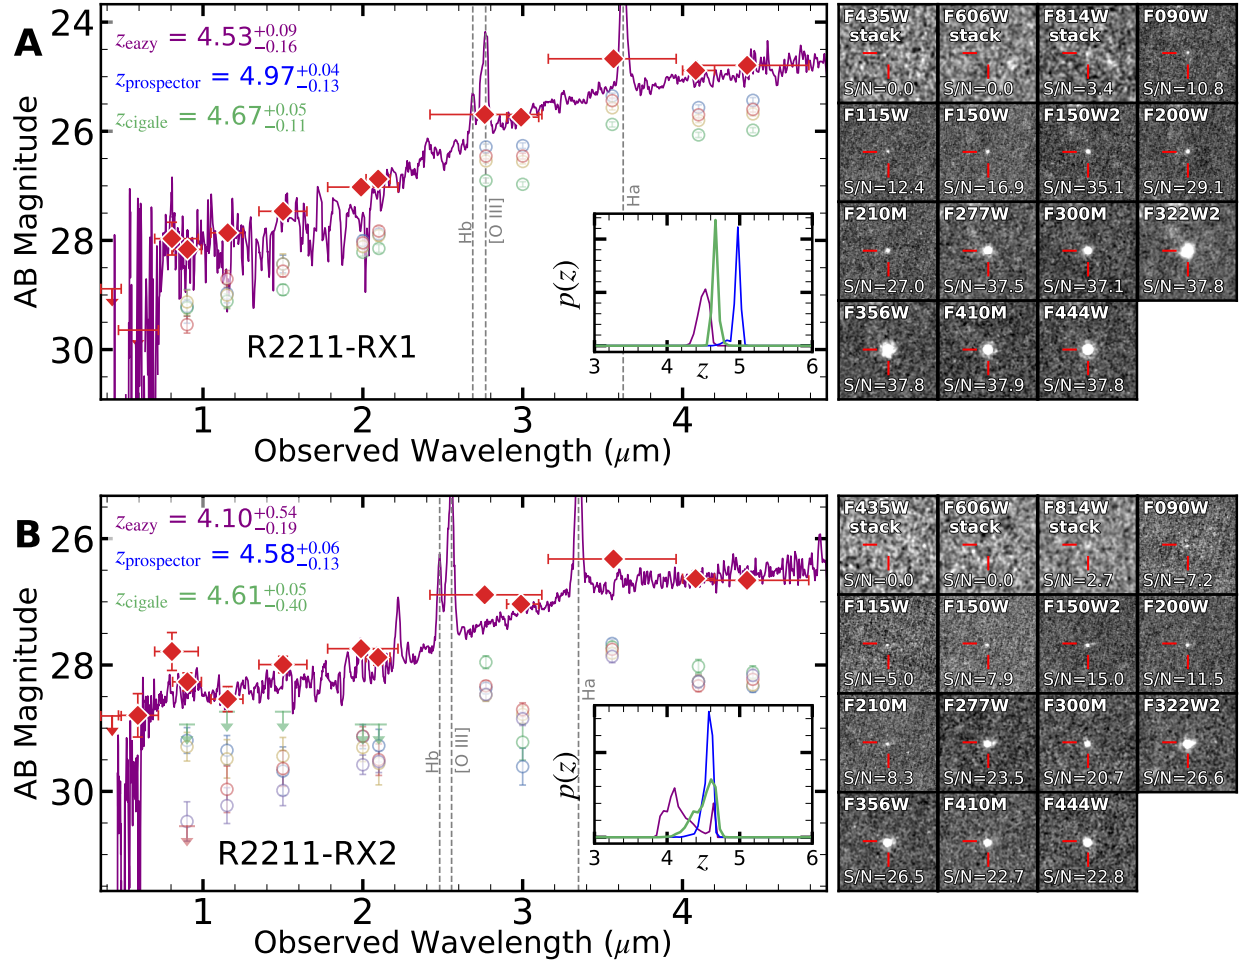 A
z_eazy = 4.53^{+0.09}_{−0.16}
z_prospector = 4.97^{+0.04}_{−0.13}
z_cigale = 4.67^{+0.05}_{−0.11}
24
26
28
30
AB Magnitude
Hb
[O III]
Ha
R2211-RX1
p(z)
3 4 5 6
z
1 2 3 4
Observed Wavelength (μm)
F435W stack
S/N=0.0
F606W stack
S/N=0.0
F814W stack
S/N=3.4
F090W
S/N=10.8
F115W
S/N=12.4
F150W
S/N=16.9
F150W2
S/N=35.1
F200W
S/N=29.1
F210M
S/N=27.0
F277W
S/N=37.5
F300M
S/N=37.1
F322W2
S/N=37.8
F356W
S/N=37.8
F410M
S/N=37.9
F444W
S/N=37.8
B
z_eazy = 4.10^{+0.54}_{−0.19}
z_prospector = 4.58^{+0.06}_{−0.13}
z_cigale = 4.61^{+0.05}_{−0.40}
26
28
30
AB Magnitude
Hb
[O III]
Ha
R2211-RX2
p(z)
3 4 5 6
z
1 2 3 4
Observed Wavelength (μm)
F435W stack
S/N=0.0
F606W stack
S/N=0.0
F814W stack
S/N=2.7
F090W
S/N=7.2
F115W
S/N=5.0
F150W
S/N=7.9
F150W2
S/N=15.0
F200W
S/N=11.5
F210M
S/N=8.3
F277W
S/N=23.5
F300M
S/N=20.7
F322W2
S/N=26.6
F356W
S/N=26.5
F410M
S/N=22.7
F444W
S/N=22.8